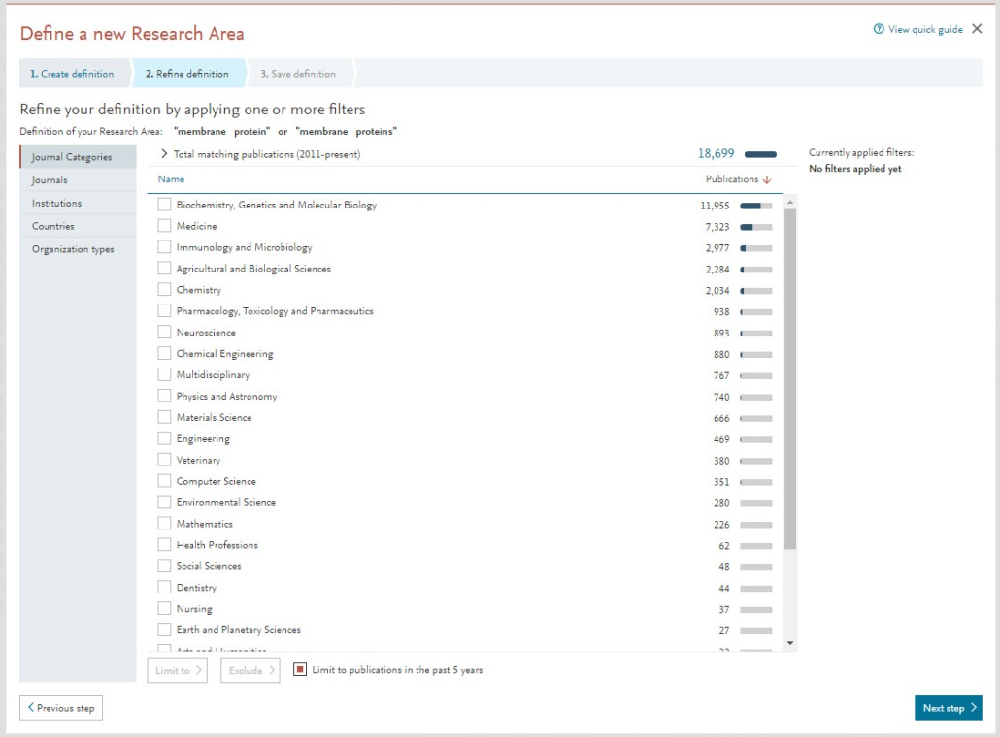 Define a new Research Area
View quick guide
1. Create definition 2. Refine definition 3. Save definition
Refine your definition by applying one or more filters
Definition of your Research Area: "membrane protein" or "membrane proteins"
Journal Categories
Journals
Institutions
Countries
Organization types
Total matching publications (2011-present) 18,699
Name Publications
Biochemistry, Genetics and Molecular Biology 11,955
Medicine 7,323
Immunology and Microbiology 2,977
Agricultural and Biological Sciences 2,284
Chemistry 2,034
Pharmacology, Toxicology and Pharmaceutics 938
Neuroscience 893
Chemical Engineering 880
Multidisciplinary 767
Physics and Astronomy 740
Materials Science 666
Engineering 469
Veterinary 380
Computer Science 351
Environmental Science 280
Mathematics 226
Health Professions 62
Social Sciences 48
Dentistry 44
Nursing 37
Earth and Planetary Sciences 27
Arts and Humanities
Currently applied filters:
No filters applied yet
Limit to Exclude Limit to publications in the past 5 years
Previous step Next step